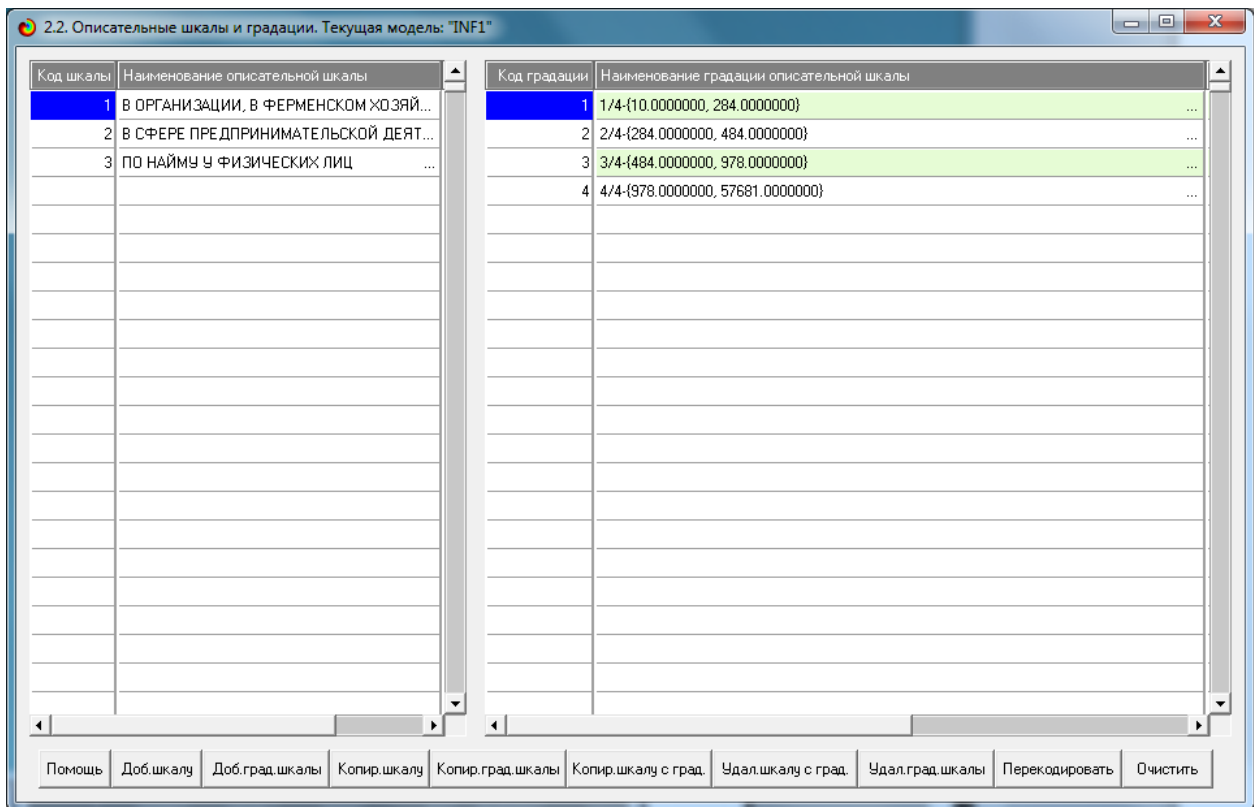 2.2. Описательные шкалы и градации. Текущая модель: "INF1"
Код шкалы Наименование описательной шкалы
1 В ОРГАНИЗАЦИИ, В ФЕРМЕНСКОМ ХОЗЯЙ...
2 В СФЕРЕ ПРЕДПРИНИМАТЕЛЬСКОЙ ДЕЯТ...
3 ПО НАЙМУ У ФИЗИЧЕСКИХ ЛИЦ ...
Код градации Наименование градации описательной шкалы
1 1/4-{10.0000000, 284.0000000} ...
2 2/4-{284.0000000, 484.0000000} ...
3 3/4-{484.0000000, 978.0000000} ...
4 4/4-{978.0000000, 57681.0000000} ...
Помощь Доб.шкалу Доб.град.шкалы Копир.шкалу Копир.град.шкалы Копир.шкалу с град. Удал.шкалу с град. Удал.град.шкалы Перекодировать Очистить